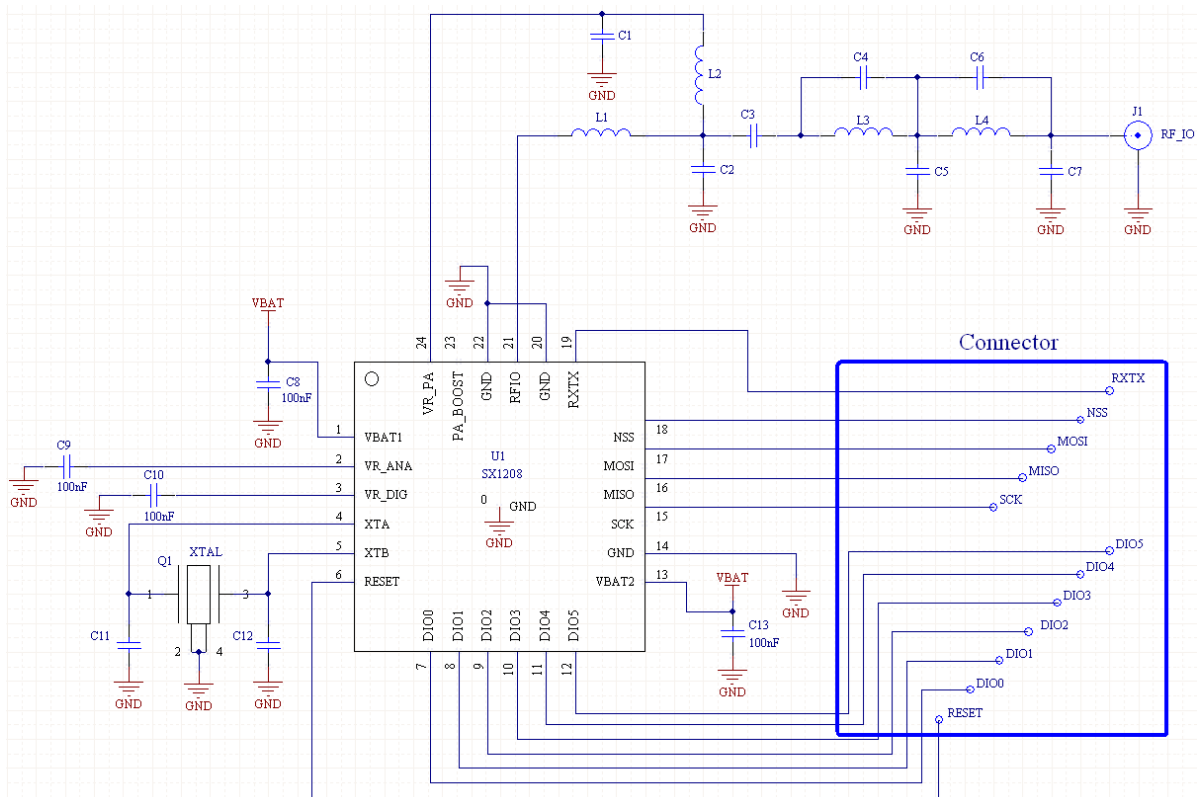 C1
GND
L2
C4
C6
L1
C3
L3
L4
J1
RF_IO
C2
C5
C7
GND
GND
GND
GND
GND
VBAT
24
23
22
21
20
19
Connector
C8
100nF
GND
VR_PA
PA_BOOST
GND
RFIO
GND
RXTX
RXTX
NSS
MOSI
MISO
SCK
1
VBAT1
NSS
18
C9
100nF
GND
2
VR_ANA
U1
SX1208
MOSI
17
C10
100nF
GND
3
VR_DIG
0
GND
GND
MISO
16
4
XTA
SCK
15
5
XTB
GND
14
GND
6
RESET
VBAT2
13
VBAT
C13
100nF
GND
Q1
XTAL
1
3
C11
2
4
C12
GND
GND
GND
DIO0
DIO1
DIO2
DIO3
DIO4
DIO5
7
8
9
10
11
12
DIO5
DIO4
DIO3
DIO2
DIO1
DIO0
RESET